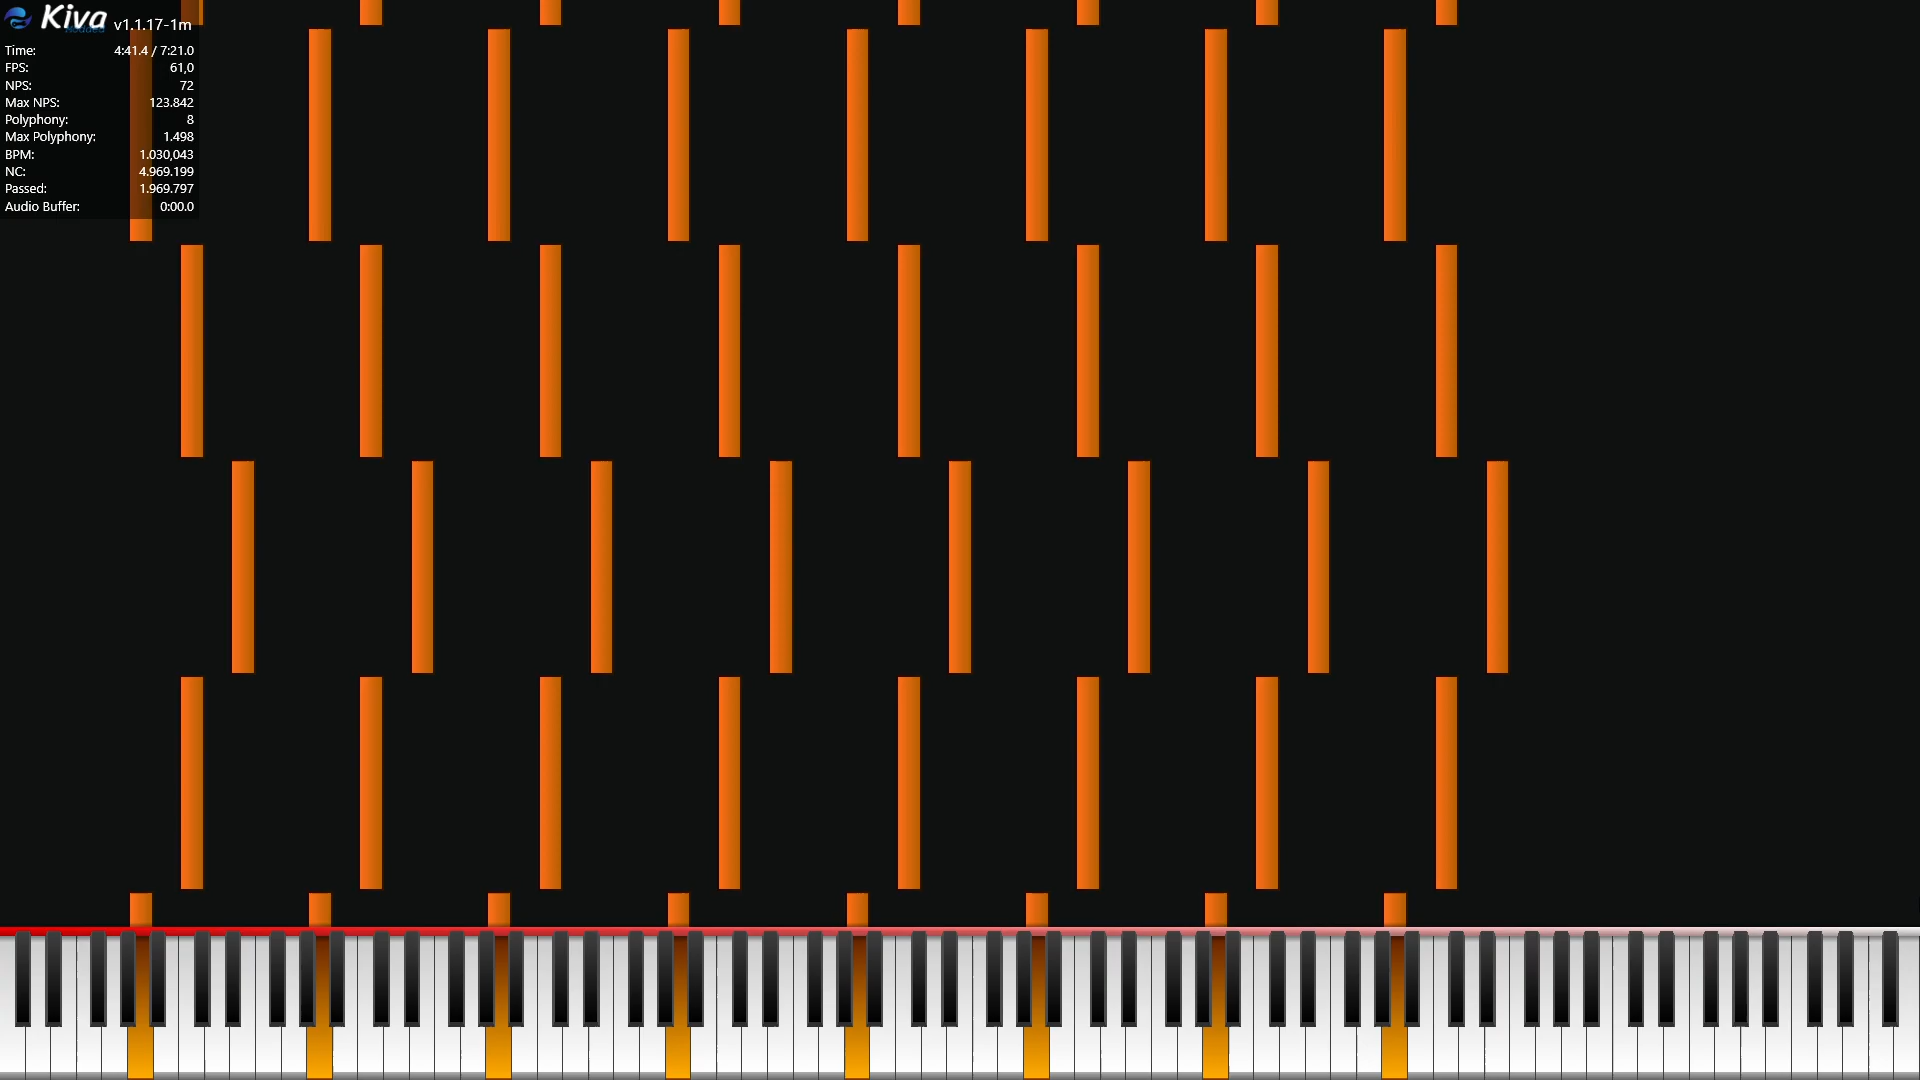 Kiva v1.1.17-1m
Modded
Time: 4:41.4 / 7:21.0
FPS: 61,0
NPS: 72
Max NPS: 123.842
Polyphony: 8
Max Polyphony: 1.498
BPM: 1.030,043
NC: 4.969.199
Passed: 1.969.797
Audio Buffer: 0:00.0